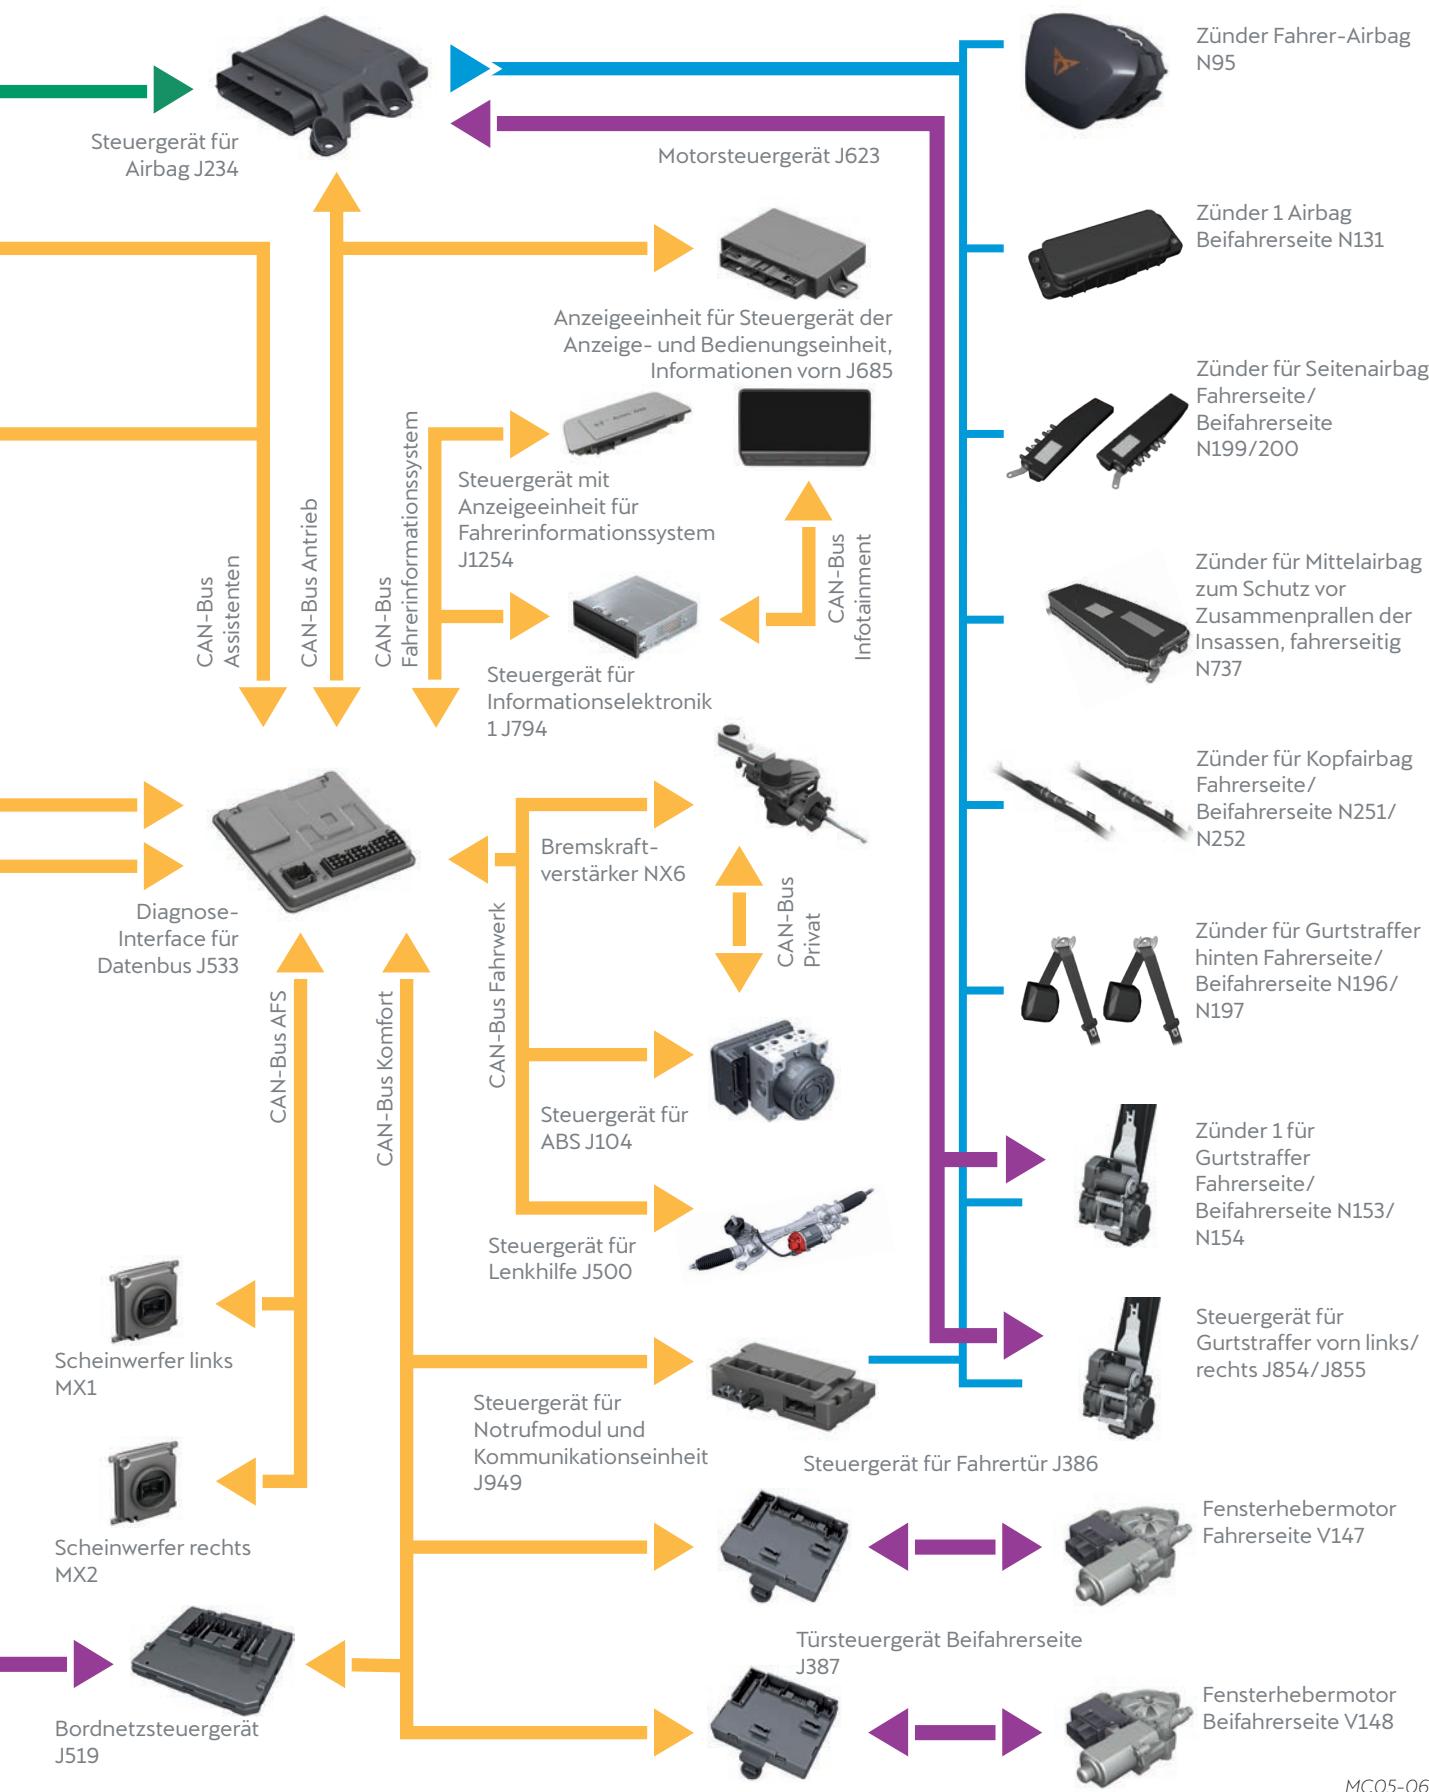 Zünder Fahrer-Airbag
N95
Steuergerät für
Airbag J234
Motorsteuergerät J623
Zünder 1 Airbag
Beifahrerseite N131
Anzeigeeinheit für Steuergerät der
Anzeige- und Bedienungseinheit,
Informationen vorn J685
Zünder für Seitenairbag
Fahrerseite/
Beifahrerseite
N199/200
CAN-Bus
Assistenten
CAN-Bus Antrieb
CAN-Bus
Fahrerinformationssystem
Steuergerät mit
Anzeigeeinheit für
Fahrerinformationssystem
J1254
CAN-Bus
Infotainment
Zünder für Mittelairbag
zum Schutz vor
Zusammenprallen der
Insassen, fahrerseitig
N737
Steuergerät für
Informationselektronik
1 J794
Zünder für Kopfairbag
Fahrerseite/
Beifahrerseite N251/
N252
Bremskraft-
verstärker NX6
CAN-Bus
Privat
Diagnose-
Interface für
Datenbus J533
Zünder für Gurtstraffer
hinten Fahrerseite/
Beifahrerseite N196/
N197
CAN-Bus AFS
CAN-Bus Komfort
CAN-Bus Fahrwerk
Steuergerät für
ABS J104
Zünder 1 für
Gurtstraffer
Fahrerseite/
Beifahrerseite N153/
N154
Steuergerät für
Lenkhilfe J500
Scheinwerfer links
MX1
Steuergerät für
Gurtstraffer vorn links/
rechts J854/J855
Steuergerät für
Notrufmodul und
Kommunikationseinheit
J949
Steuergerät für Fahrertür J386
Scheinwerfer rechts
MX2
Fensterhebermotor
Fahrerseite V147
Türsteuergerät Beifahrerseite
J387
Bordnetzsteuergerät
J519
Fensterhebermotor
Beifahrerseite V148
MC05-06